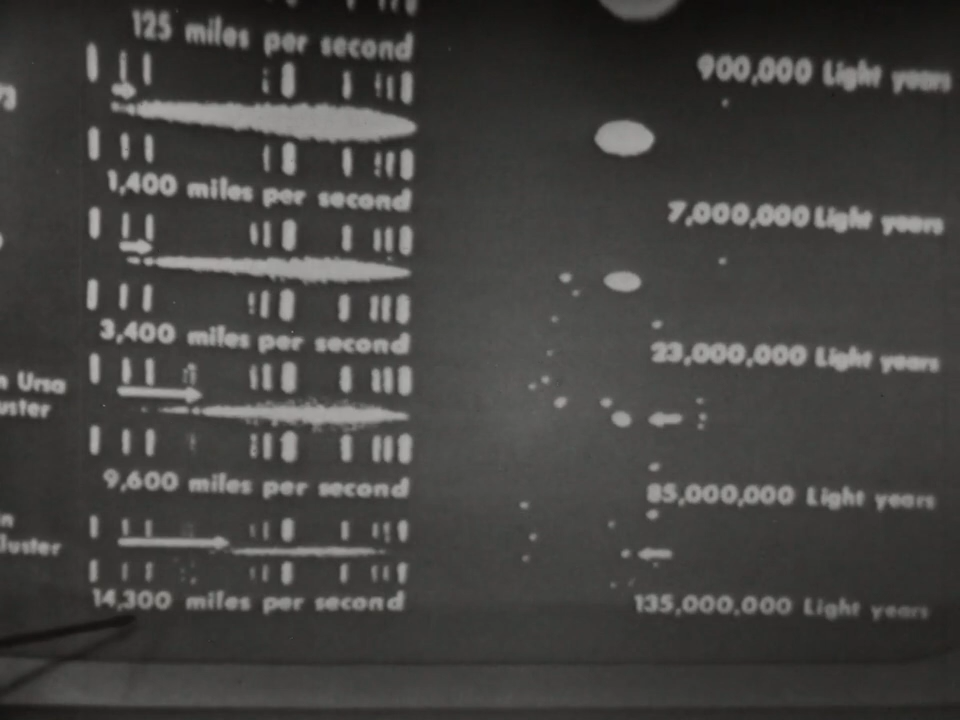 125 miles per second
900,000 Light years
1,400 miles per second
7,000,000 Light years
3,400 miles per second
23,000,000 Light years
Ursa
9,600 miles per second
85,000,000 Light years
14,300 miles per second
135,000,000 Light years